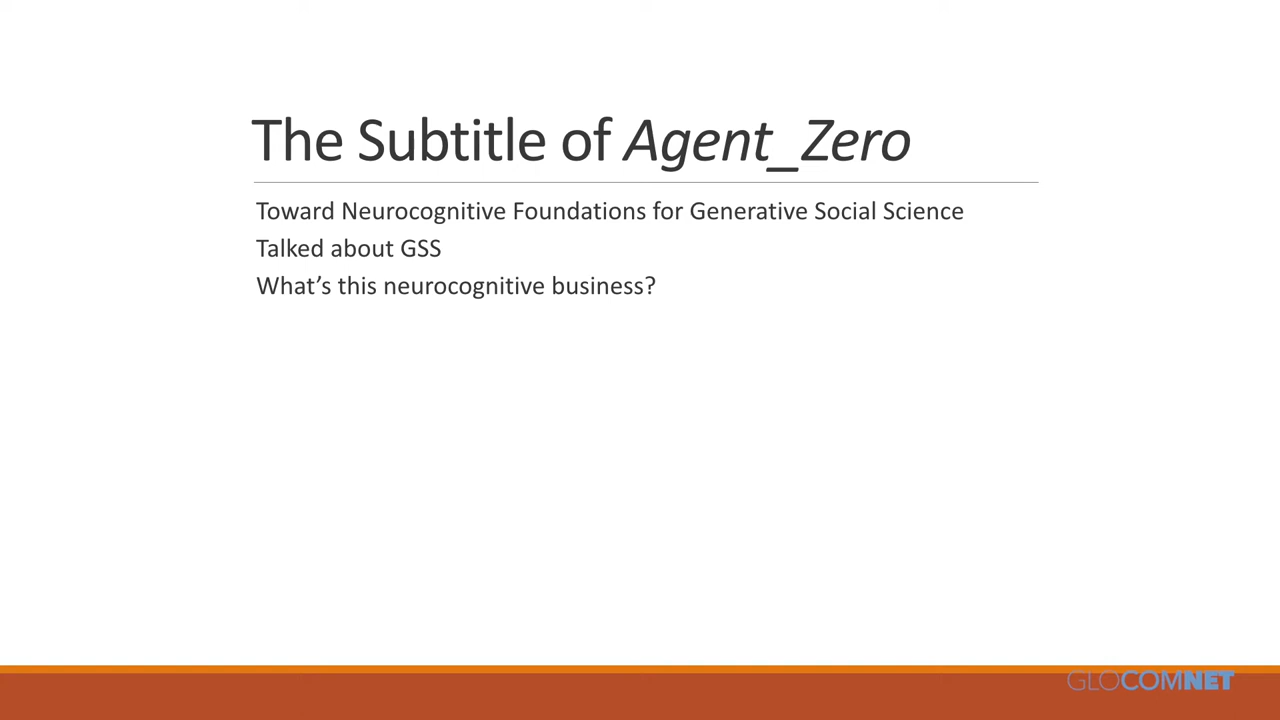 The Subtitle of Agent_Zero
Toward Neurocognitive Foundations for Generative Social Science
Talked about GSS
What’s this neurocognitive business?
GLOCOMNET